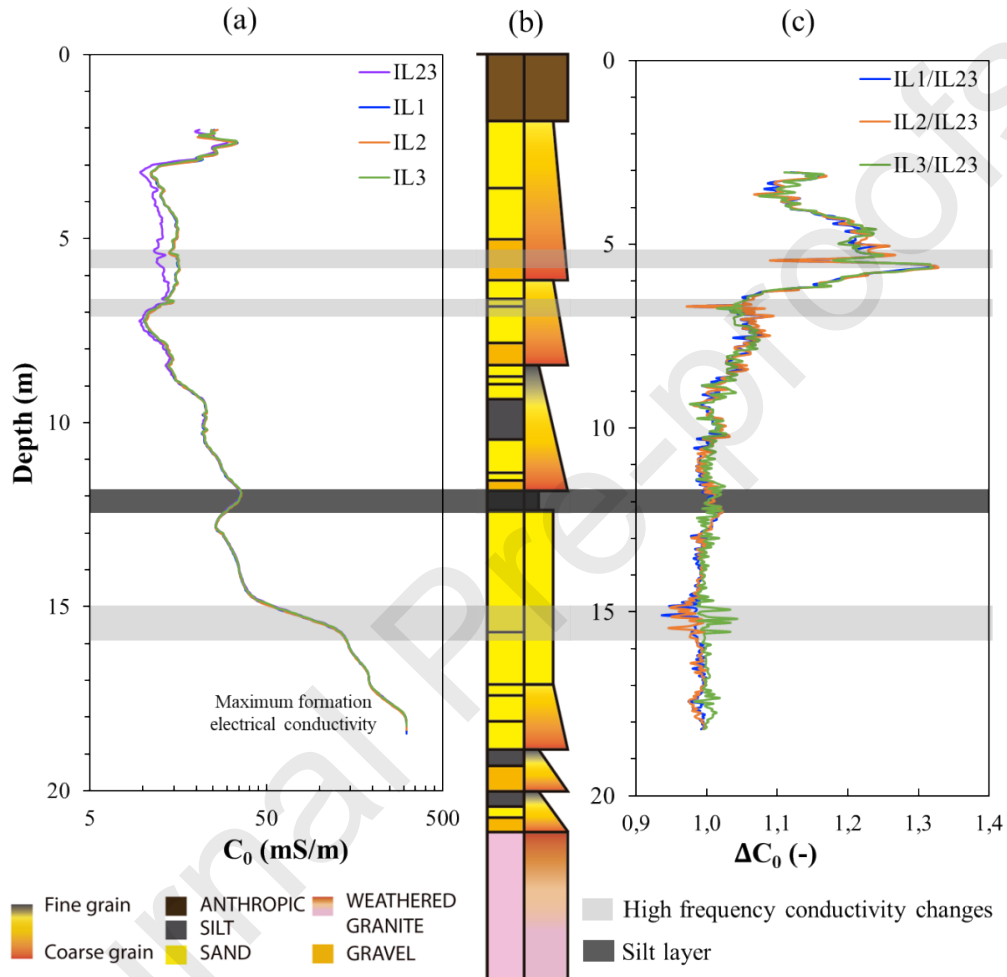 (a)
(b)
(c)
0
5
10
15
20
Depth (m)
IL23
IL1
IL2
IL3
Maximum formation
electrical conductivity
5
50
500
C₀ (mS/m)
0
5
10
15
20
IL1/IL23
IL2/IL23
IL3/IL23
0,9
1,0
1,1
1,2
1,3
1,4
ΔC₀ (-)
Fine grain
Coarse grain
ANTHROPIC
SILT
SAND
WEATHERED
GRANITE
GRAVEL
High frequency conductivity changes
Silt layer
rnal Pre-proofs